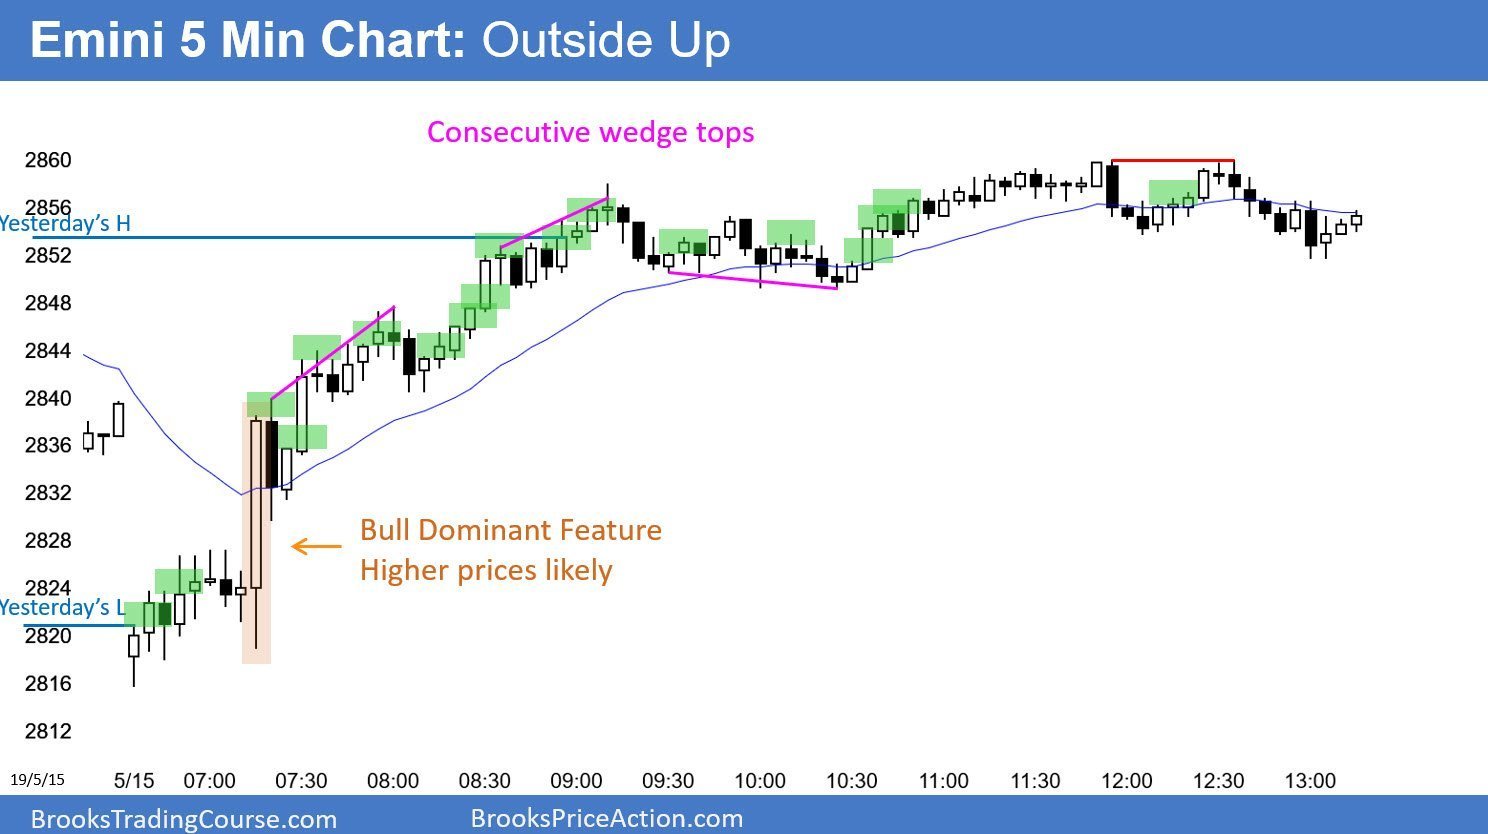 Emini 5 Min Chart: Outside Up
Consecutive wedge tops
2860
2856
Yesterday's H
2852
2848
2844
2840
2836
2832
Bull Dominant Feature
2828
Higher prices likely
2824
Yesterday's L
2820
2816
2812
19/5/15 5/15 07:00 07:30 08:00 08:30 09:00 09:30 10:00 10:30 11:00 11:30 12:00 12:30 13:00
BrooksTradingCourse.com BrooksPriceAction.com